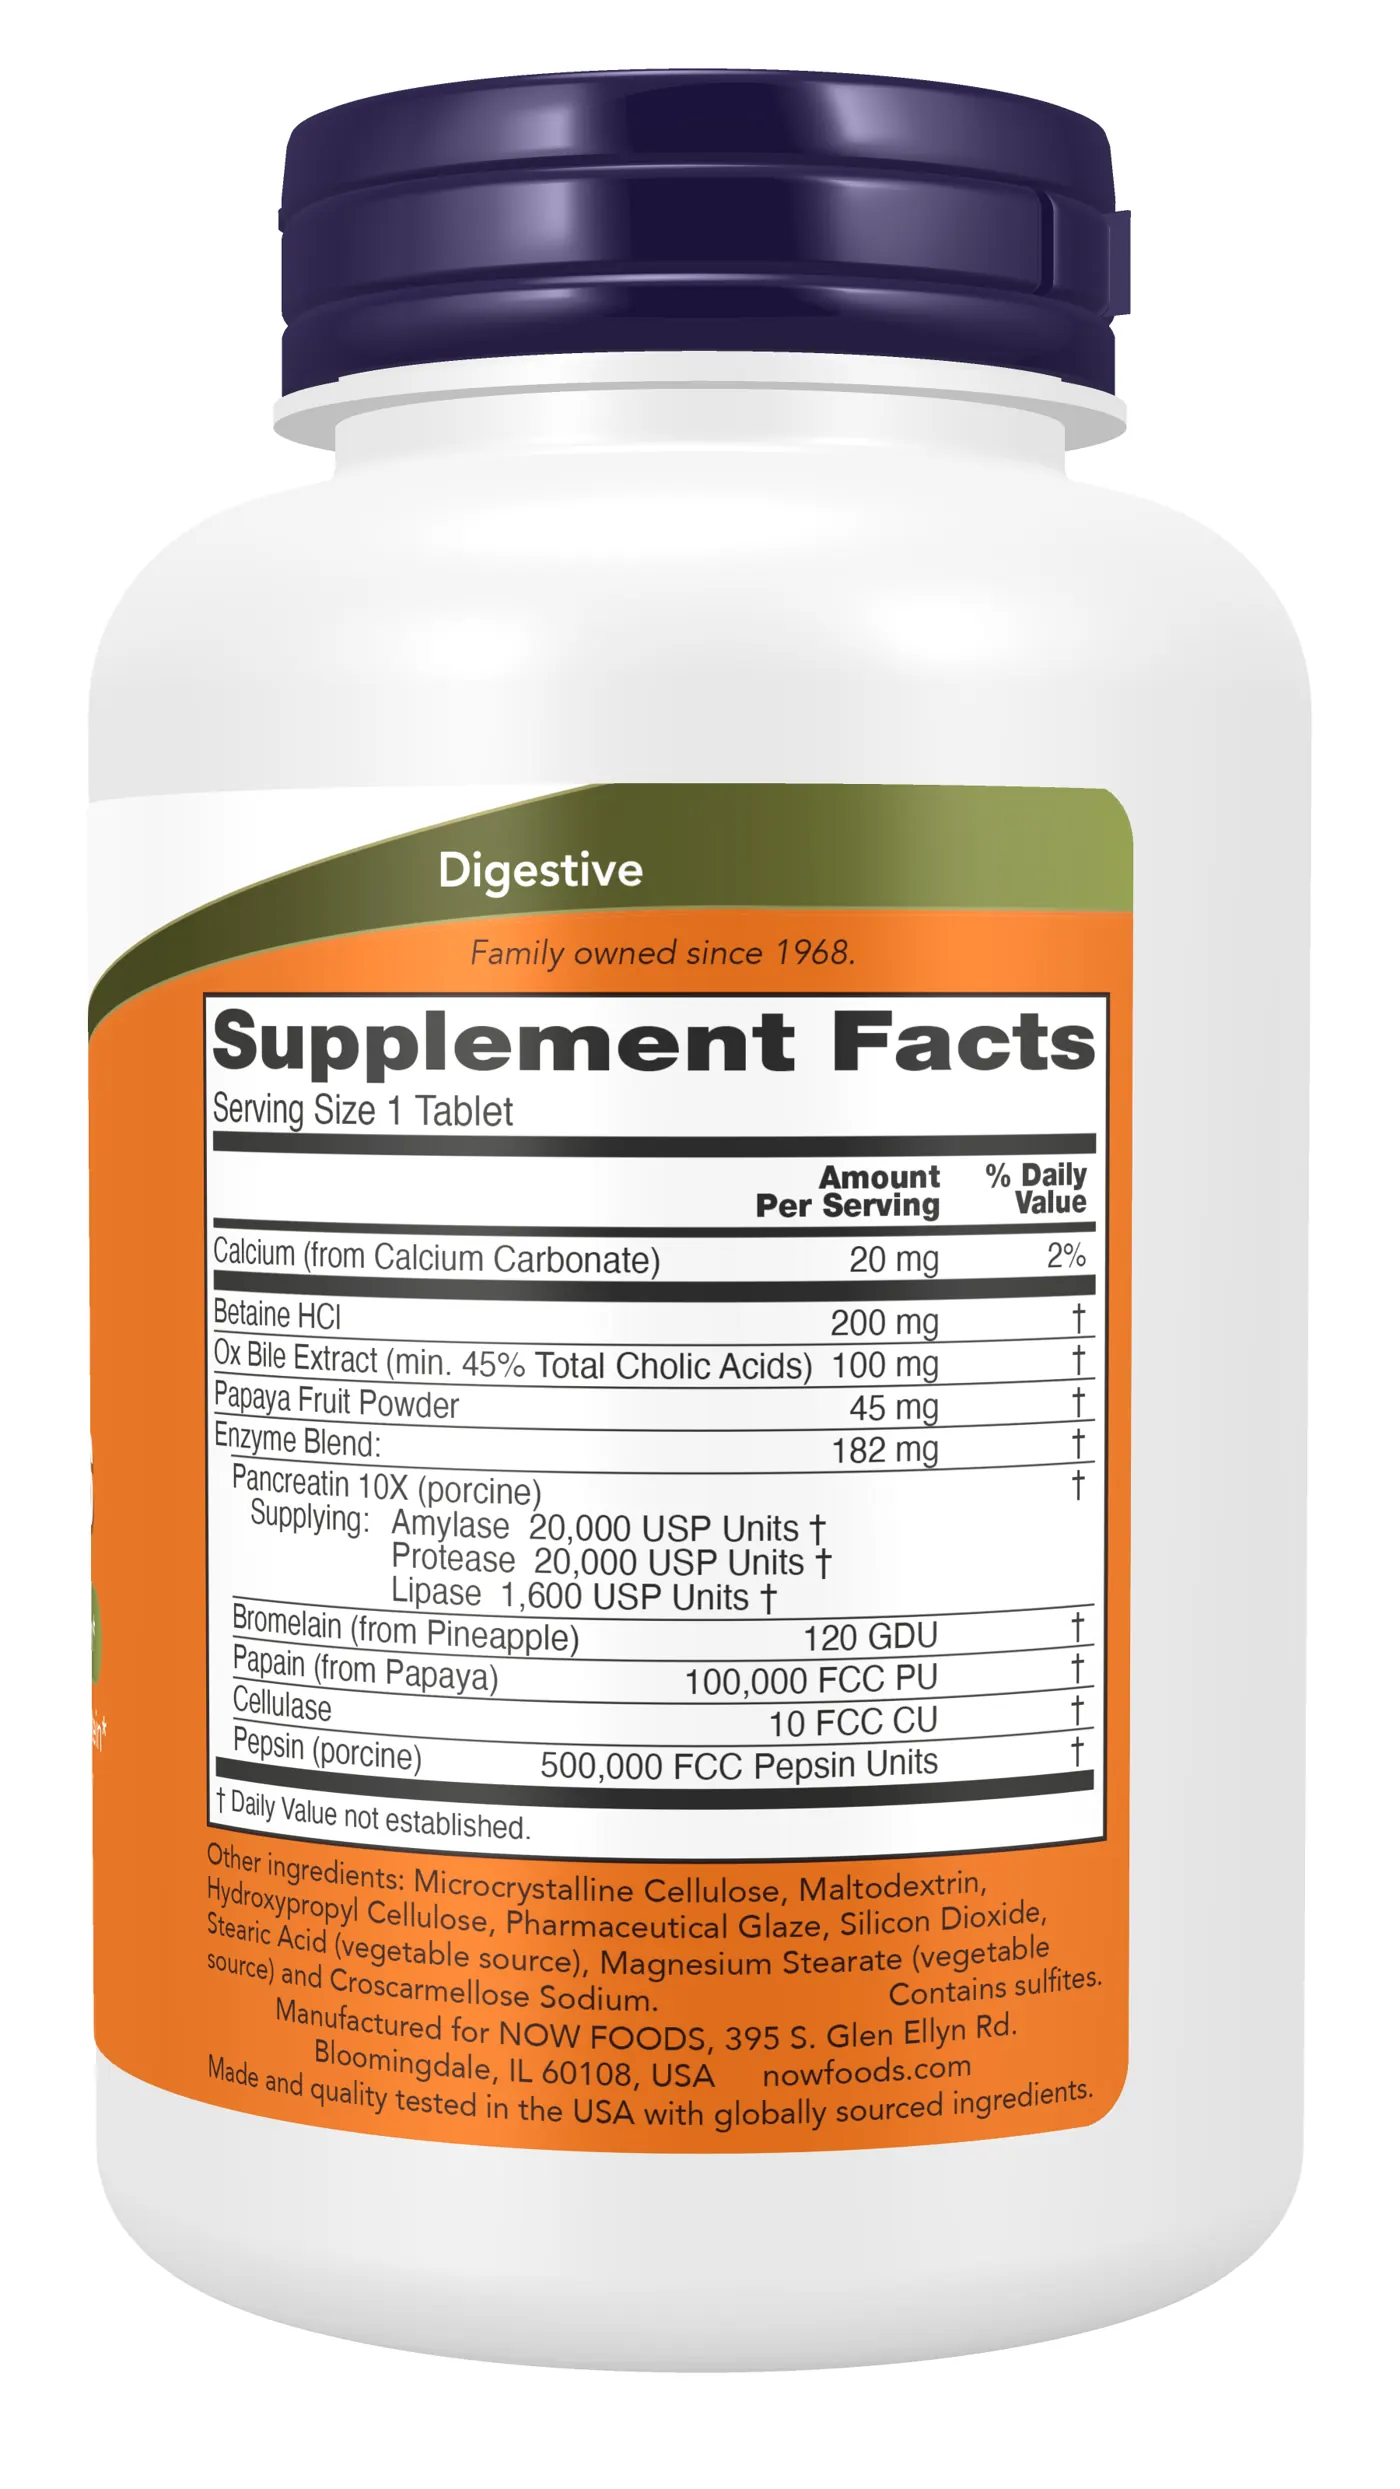 Digestive
Family owned since 1968.
Supplement Facts
Serving Size 1 Tablet
Amount Per Serving % Daily Value
Calcium (from Calcium Carbonate) 20 mg 2%
Betaine HCl 200 mg †
Ox Bile Extract (min. 45% Total Cholic Acids) 100 mg †
Papaya Fruit Powder 45 mg †
Enzyme Blend: 182 mg †
Pancreatin 10X (porcine) †
Supplying: Amylase 20,000 USP Units †
Protease 20,000 USP Units †
Lipase 1,600 USP Units †
Bromelain (from Pineapple) 120 GDU †
Papain (from Papaya) 100,000 FCC PU †
Cellulase 10 FCC CU †
Pepsin (porcine) 500,000 FCC Pepsin Units †
† Daily Value not established.
Other ingredients: Microcrystalline Cellulose, Maltodextrin,
Hydroxypropyl Cellulose, Pharmaceutical Glaze, Silicon Dioxide,
Stearic Acid (vegetable source), Magnesium Stearate (vegetable
source) and Croscarmellose Sodium. Contains sulfites.
Manufactured for NOW FOODS, 395 S. Glen Ellyn Rd.
Bloomingdale, IL 60108, USA nowfoods.com
Made and quality tested in the USA with globally sourced ingredients.